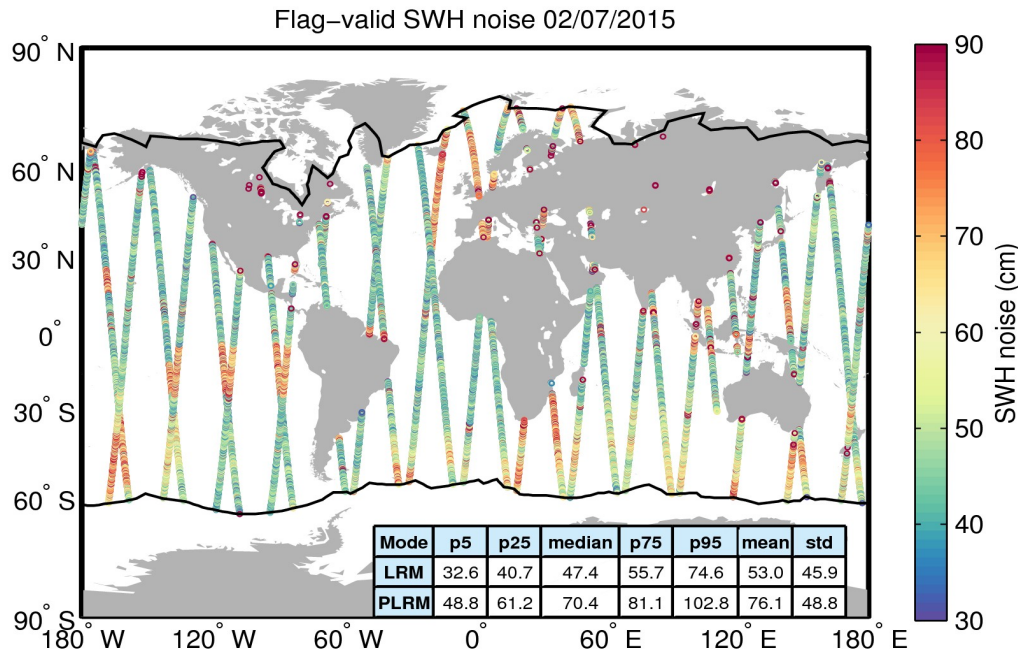 Flag−valid SWH noise 02/07/2015
90° N
60° N
30° N
0°
30° S
60° S
90° S
180° W
120° W
60° W
0°
60° E
120° E
180° E
90
80
70
60
50
40
30
SWH noise (cm)
Mode p5 p25 median p75 p95 mean std
LRM 32.6 40.7 47.4 55.7 74.6 53.0 45.9
PLRM 48.8 61.2 70.4 81.1 102.8 76.1 48.8